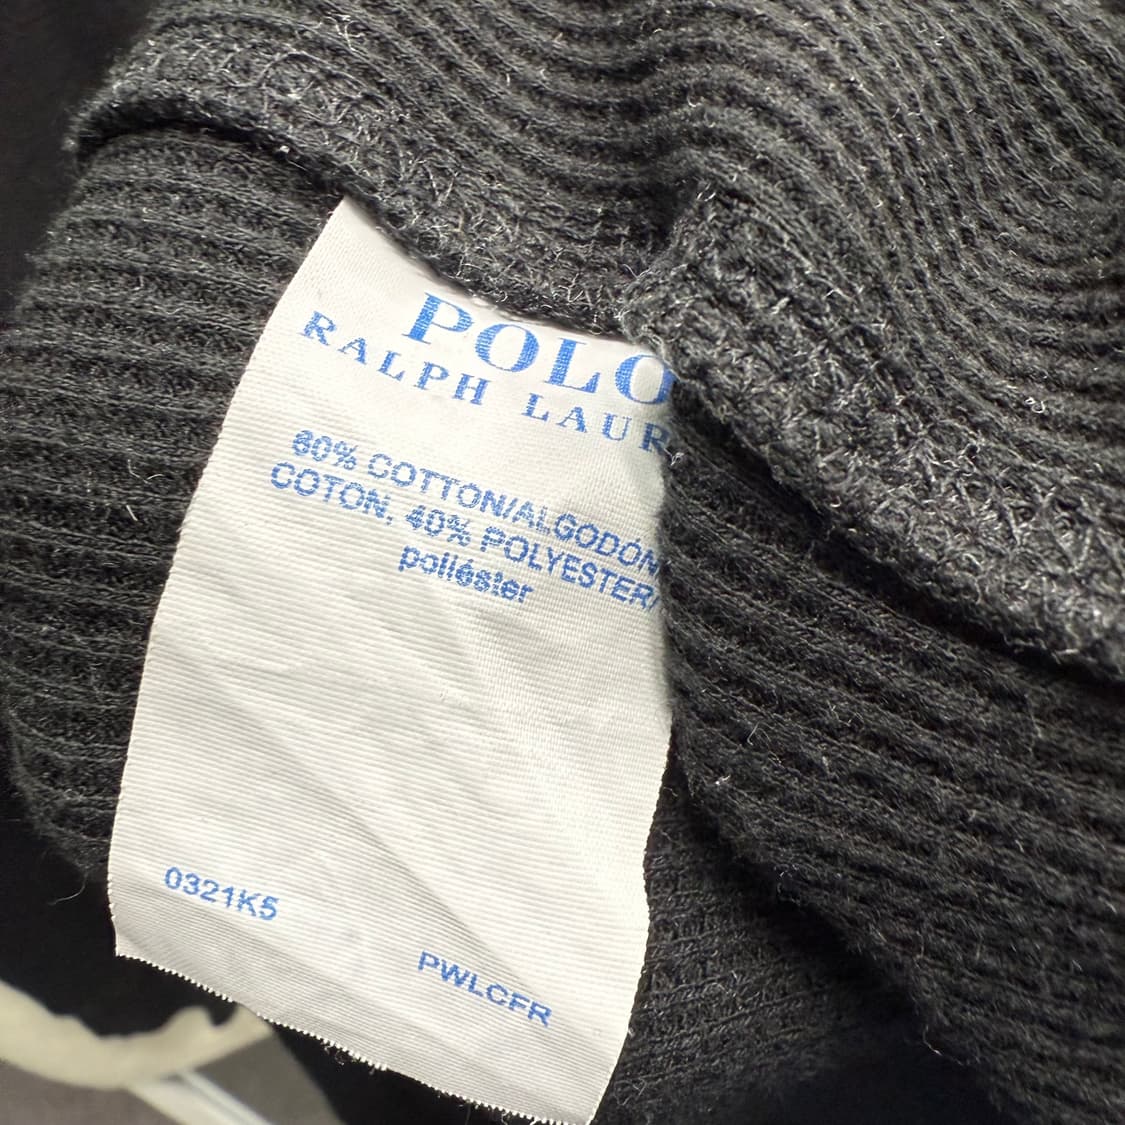 POLO
RALPH LAUR
60% COTTON/ALGODÓN
COTON, 40% POLYESTER/
poliéster
0321K5
PWLCFR